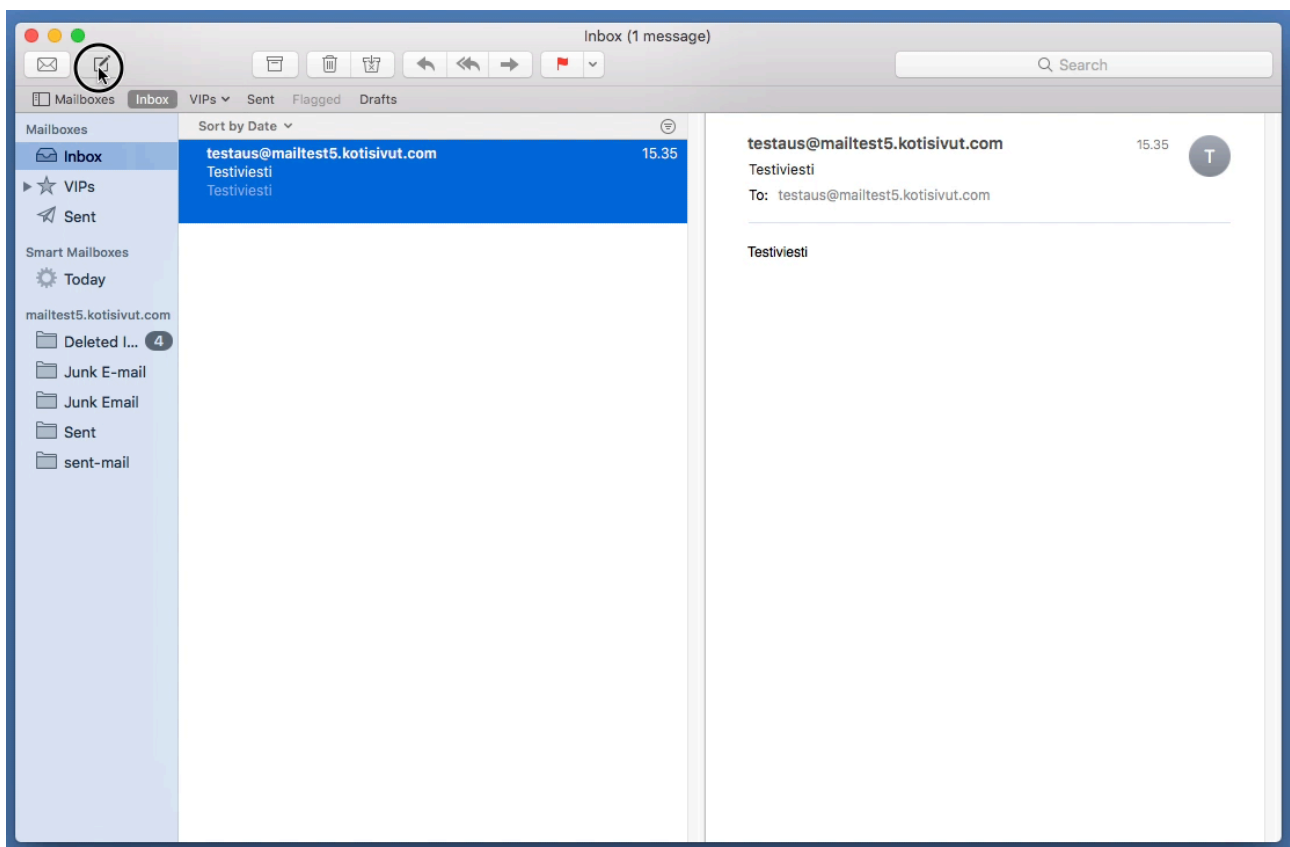 Inbox (1 message)
Search
Mailboxes Inbox VIPs Sent Flagged Drafts
Mailboxes
Inbox
VIPs
Sent
Smart Mailboxes
Today
mailtest5.kotisivut.com
Deleted I... 4
Junk E-mail
Junk Email
Sent
sent-mail
Sort by Date
testaus@mailtest5.kotisivut.com 15.35
Testiviesti
Testiviesti
testaus@mailtest5.kotisivut.com 15.35 T
Testiviesti
To: testaus@mailtest5.kotisivut.com
Testiviesti